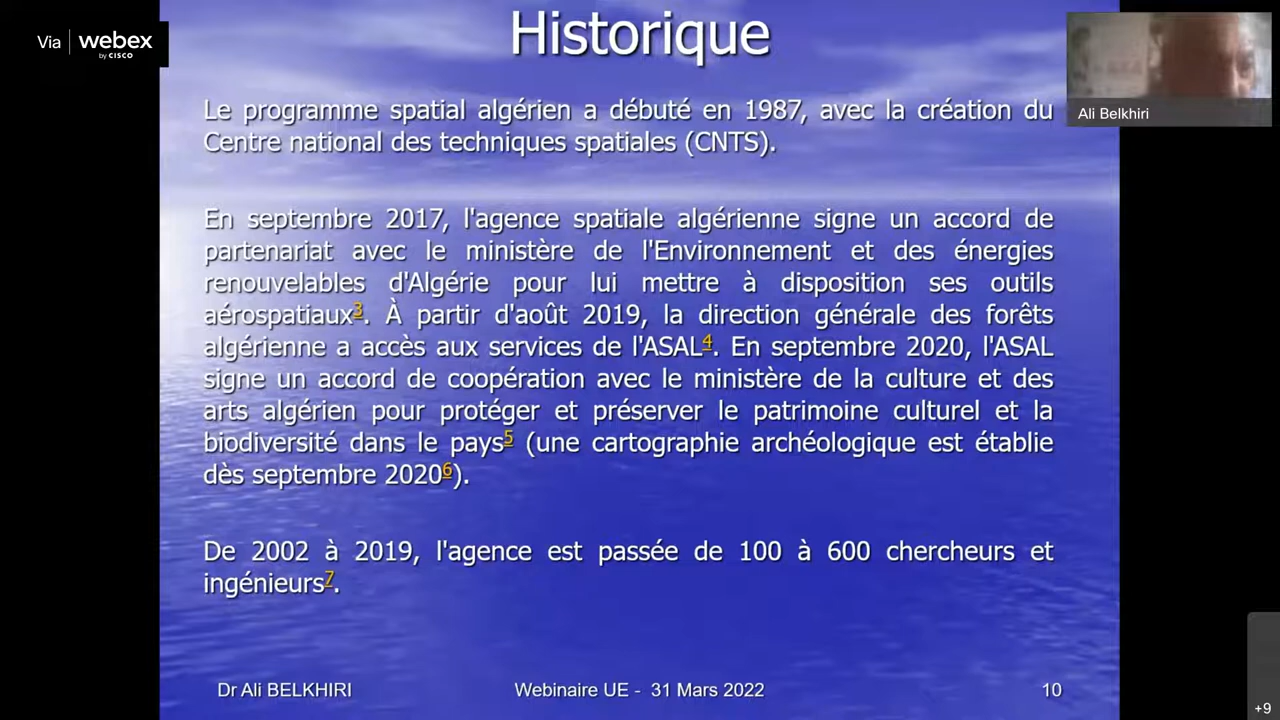 Via webex
by CISCO
Historique
Ali Belkhiri
Le programme spatial algérien a débuté en 1987, avec la création du
Centre national des techniques spatiales (CNTS).
En septembre 2017, l'agence spatiale algérienne signe un accord de
partenariat avec le ministère de l'Environnement et des énergies
renouvelables d'Algérie pour lui mettre à disposition ses outils
aérospatiaux3. À partir d'août 2019, la direction générale des forêts
algérienne a accès aux services de l'ASAL4. En septembre 2020, l'ASAL
signe un accord de coopération avec le ministère de la culture et des
arts algérien pour protéger et préserver le patrimoine culturel et la
biodiversité dans le pays5 (une cartographie archéologique est établie
dès septembre 20206).
De 2002 à 2019, l'agence est passée de 100 à 600 chercheurs et
ingénieurs7.
Dr Ali BELKHIRI Webinaire UE - 31 Mars 2022 10
+9